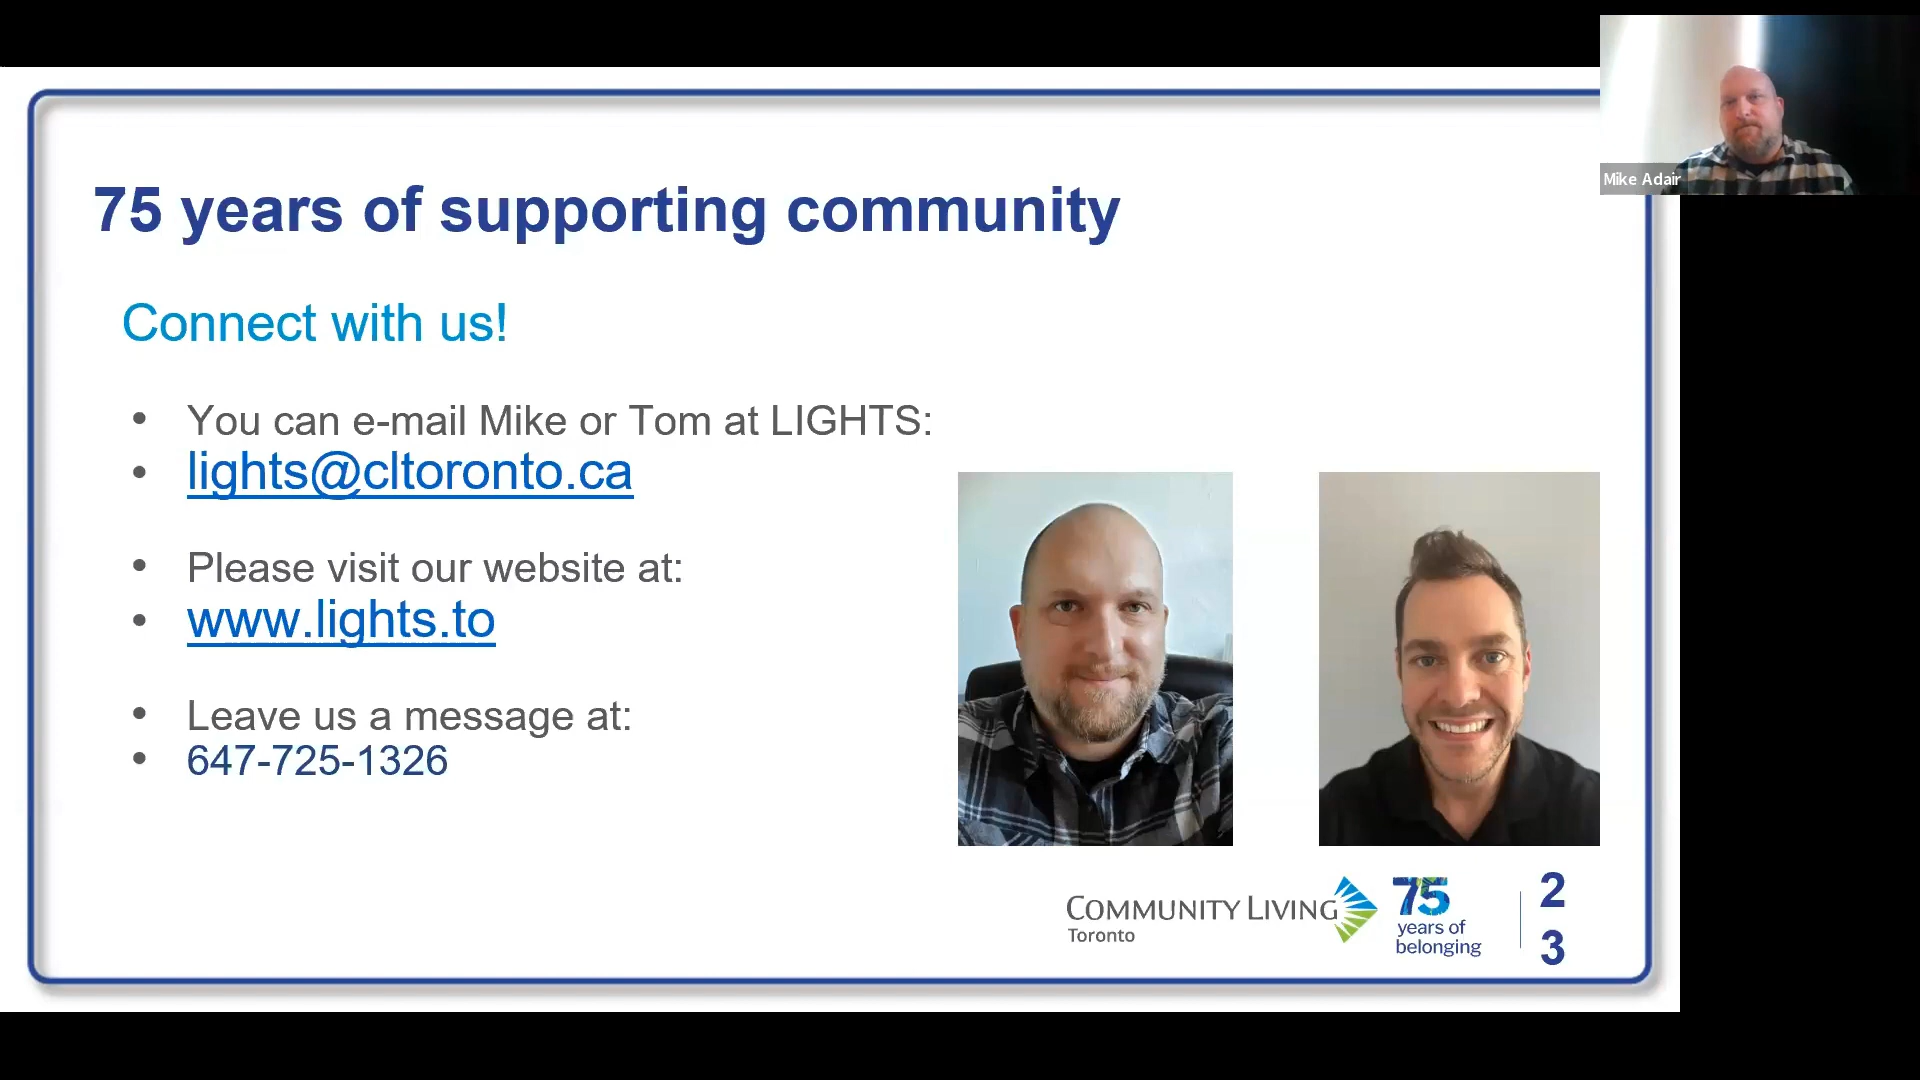 Mike Adair
75 years of supporting community
Connect with us!
• You can e-mail Mike or Tom at LIGHTS:
• lights@cltoronto.ca
• Please visit our website at:
• www.lights.to
• Leave us a message at:
• 647-725-1326
COMMUNITY LIVING
Toronto
75
years of
belonging
2
3